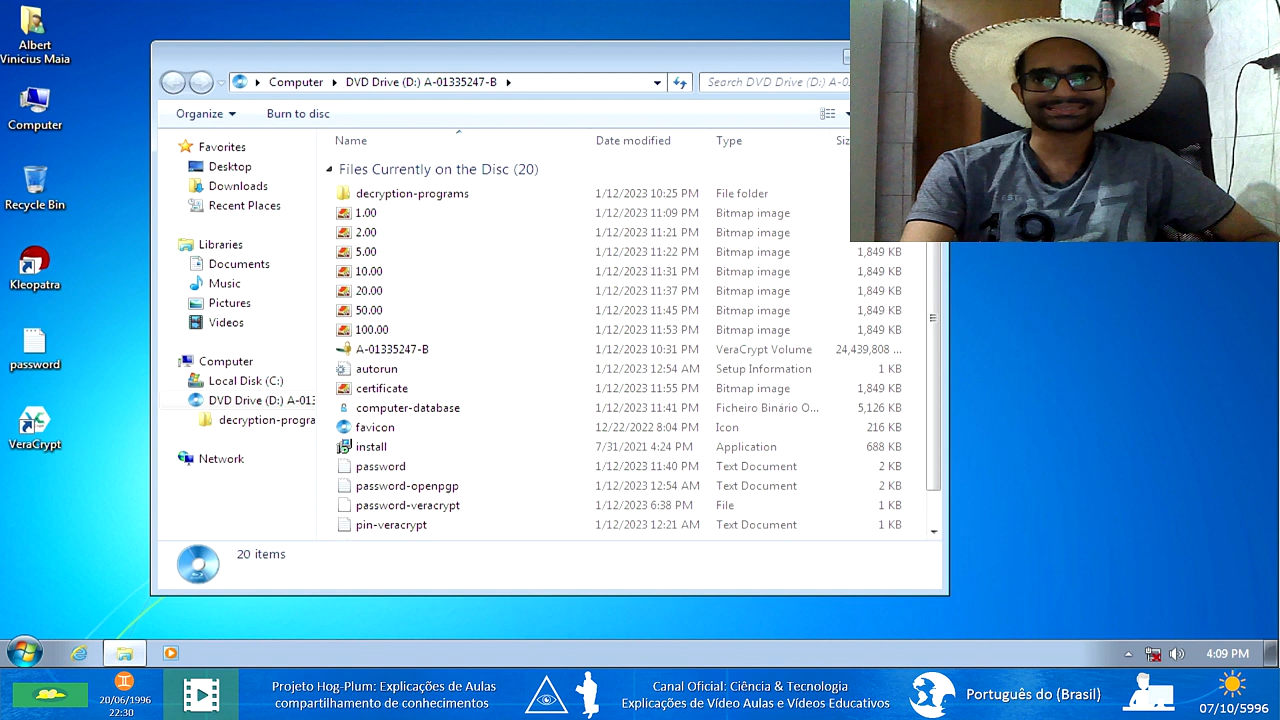 Albert
Vinicius Maia
Computer
Recycle Bin
Kleopatra
password
VeraCrypt
Computer
DVD Drive (D:) A-01335247-B
Search DVD Drive (D:) A-0
Organize
Burn to disc
Favorites
Desktop
Downloads
Recent Places
Libraries
Documents
Music
Pictures
Videos
Computer
Local Disk (C:)
DVD Drive (D:) A-013
decryption-progra
Network
Name Date modified Type Siz
Files Currently on the Disc (20)
decryption-programs 1/12/2023 10:25 PM File folder
1.00 1/12/2023 11:09 PM Bitmap image
2.00 1/12/2023 11:21 PM Bitmap image
5.00 1/12/2023 11:22 PM Bitmap image 1,849 KB
10.00 1/12/2023 11:31 PM Bitmap image 1,849 KB
20.00 1/12/2023 11:37 PM Bitmap image 1,849 KB
50.00 1/12/2023 11:45 PM Bitmap image 1,849 KB
100.00 1/12/2023 11:53 PM Bitmap image 1,849 KB
A-01335247-B 1/12/2023 10:31 PM VeraCrypt Volume 24,439,808 ...
autorun 1/12/2023 12:54 AM Setup Information 1 KB
certificate 1/12/2023 11:55 PM Bitmap image 1,849 KB
computer-database 1/12/2023 11:41 PM Ficheiro Binário O... 5,126 KB
favicon 12/22/2022 8:04 PM Icon 216 KB
install 7/31/2021 4:24 PM Application 688 KB
password 1/12/2023 11:40 PM Text Document 2 KB
password-openpgp 1/12/2023 12:54 AM Text Document 2 KB
password-veracrypt 1/12/2023 6:38 PM File 1 KB
pin-veracrypt 1/12/2023 12:21 AM Text Document 1 KB
20 items
4:09 PM
20/06/1996
22:30
Projeto Hog-Plum: Explicações de Aulas
compartilhamento de conhecimentos
Canal Oficial: Ciência & Tecnologia
Explicações de Vídeo Aulas e Vídeos Educativos
Português do (Brasil)
07/10/5996